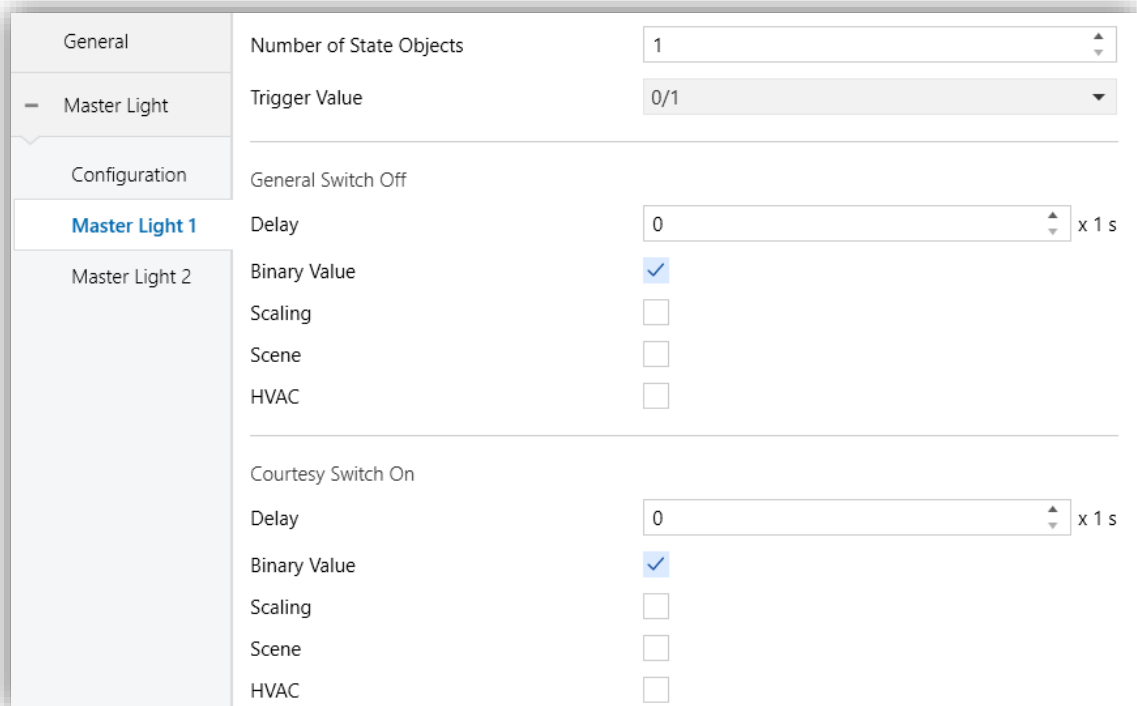 General
Master Light
Configuration
Master Light 1
Master Light 2
Number of State Objects 1
Trigger Value 0/1
General Switch Off
Delay 0 x 1 s
Binary Value
Scaling
Scene
HVAC
Courtesy Switch On
Delay 0 x 1 s
Binary Value
Scaling
Scene
HVAC